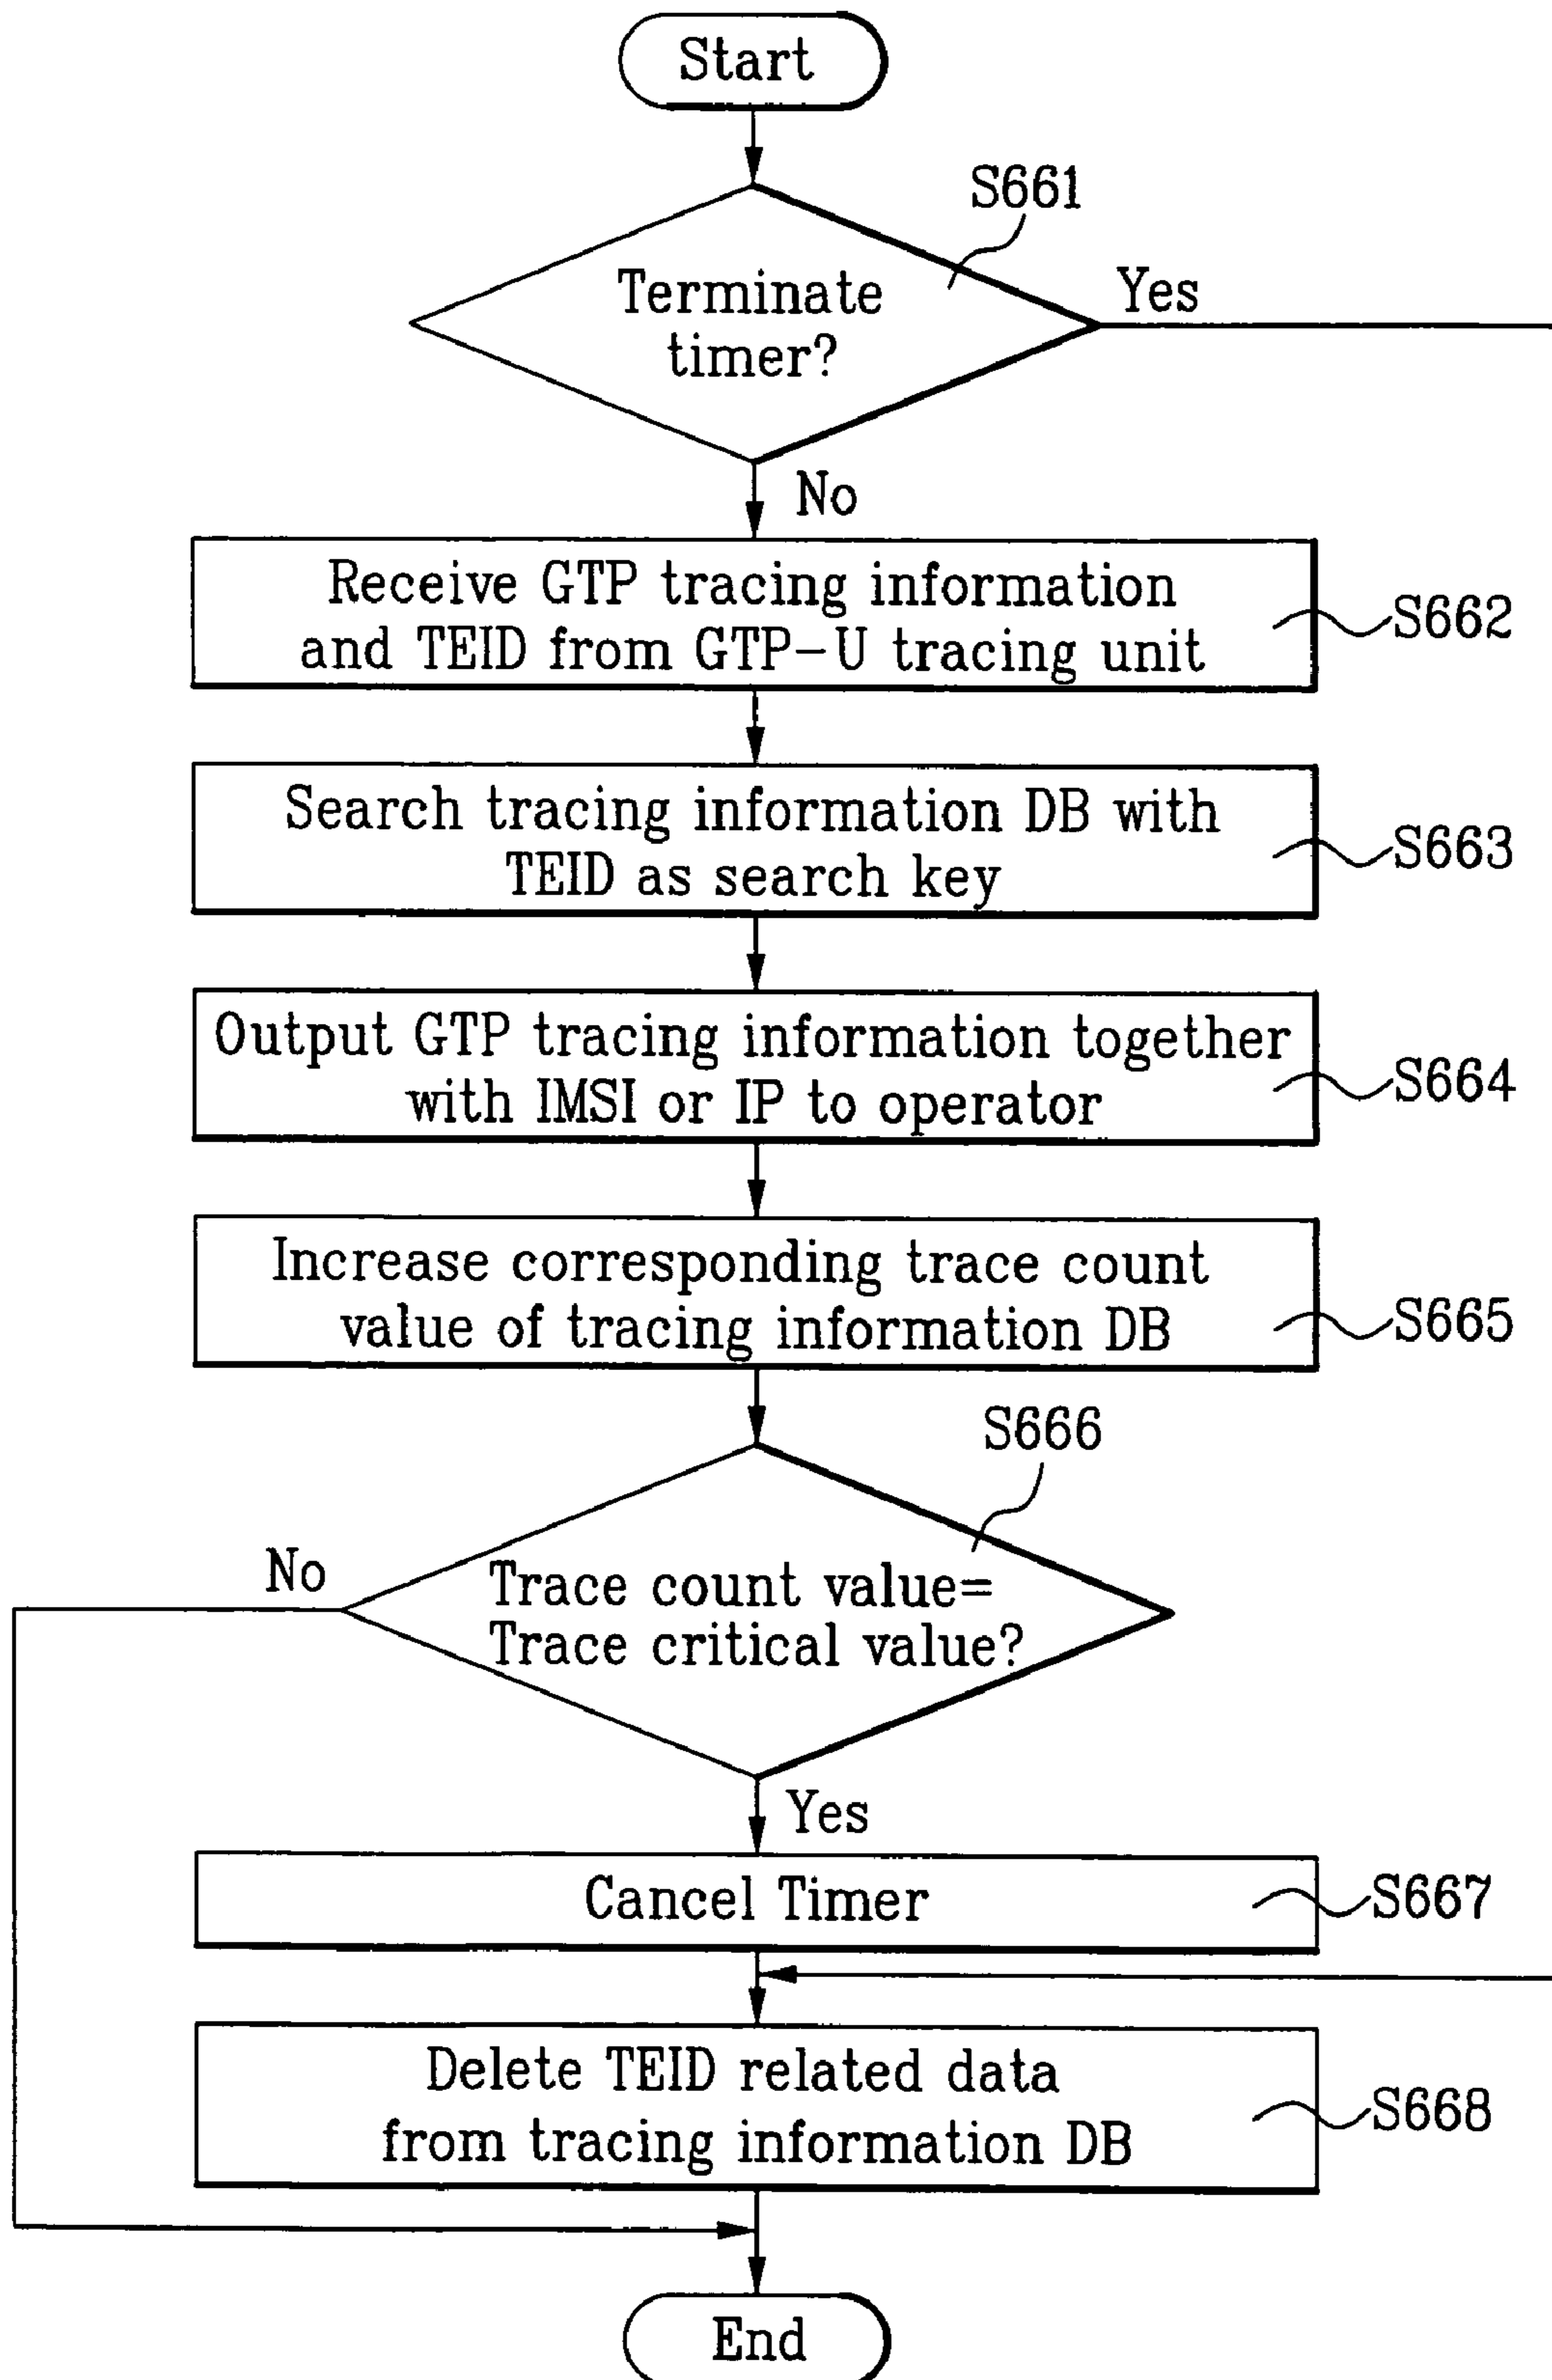 Start
S661
Terminate
timer?
Yes
No
Receive GTP tracing information
and TEID from GTP-U tracing unit
S662
Search tracing information DB with
TEID as search key
S663
Output GTP tracing information together
with IMSI or IP to operator
S664
Increase corresponding trace count
value of tracing information DB
S665
S666
No
Trace count value=
Trace critical value?
Yes
Cancel Timer
S667
Delete TEID related data
from tracing information DB
S668
End